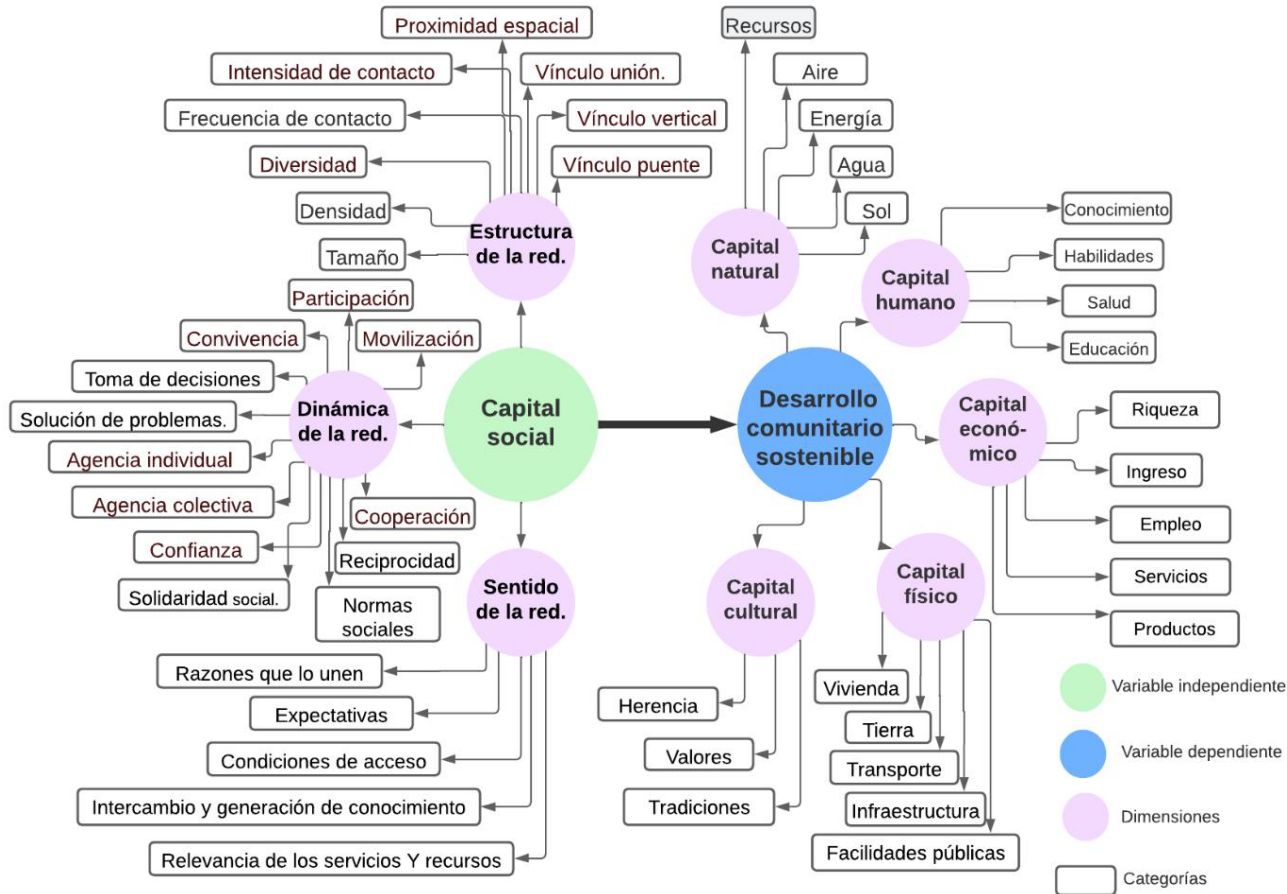 Proximidad espacial
Intensidad de contacto
Vínculo unión.
Frecuencia de contacto
Vínculo vertical
Diversidad
Vínculo puente
Densidad
Tamaño
Estructura
de la red.
Participación
Convivencia
Movilización
Toma de decisiones
Solución de problemas.
Agencia individual
Agencia colectiva
Confianza
Solidaridad social.
Normas
sociales
Reciprocidad
Cooperación
Dinámica
de la red.
Capital
social
Sentido
de la red.
Razones que lo unen
Expectativas
Condiciones de acceso
Intercambio y generación de conocimiento
Relevancia de los servicios Y recursos
Recursos
Aire
Energía
Agua
Sol
Capital
natural
Capital
humano
Conocimiento
Habilidades
Salud
Educación
Desarrollo
comunitario
sostenible
Capital
econó-
mico
Riqueza
Ingreso
Empleo
Servicios
Productos
Capital
cultural
Herencia
Valores
Tradiciones
Capital
físico
Vivienda
Tierra
Transporte
Infraestructura
Facilidades públicas
Variable independiente
Variable dependiente
Dimensiones
Categorías